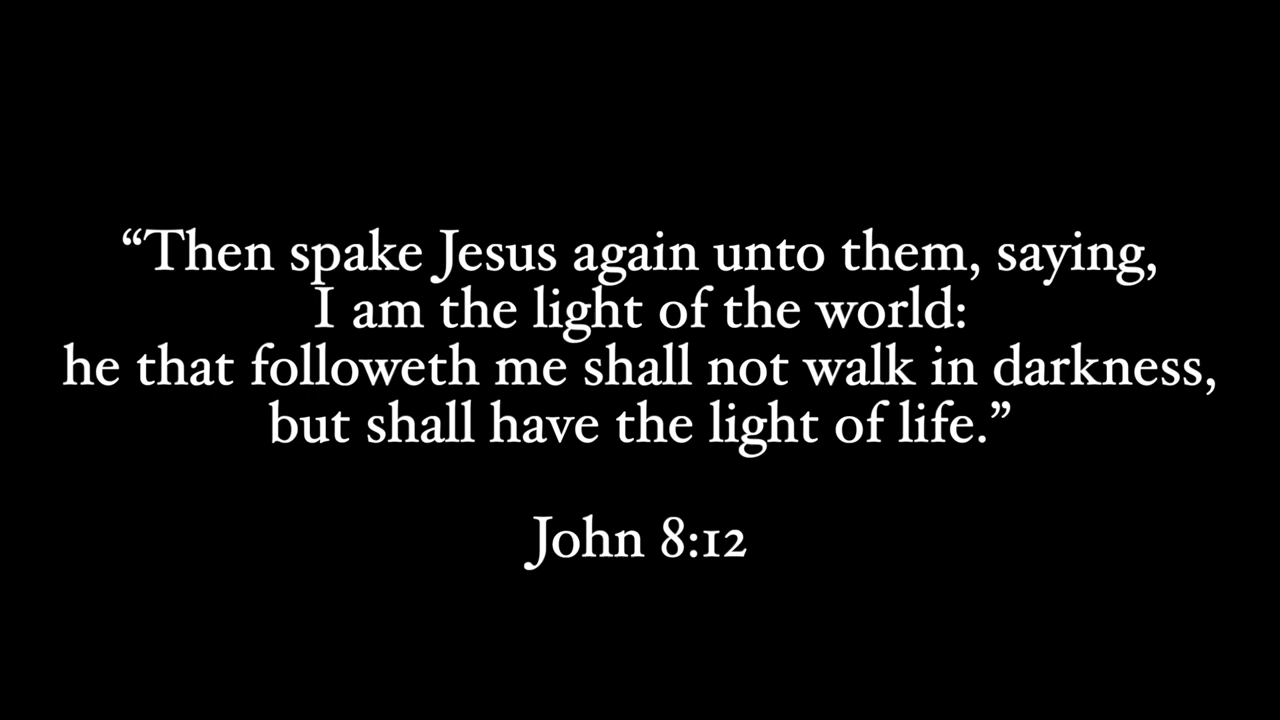 “Then spake Jesus again unto them, saying,
I am the light of the world:
he that followeth me shall not walk in darkness,
but shall have the light of life.”
John 8:12